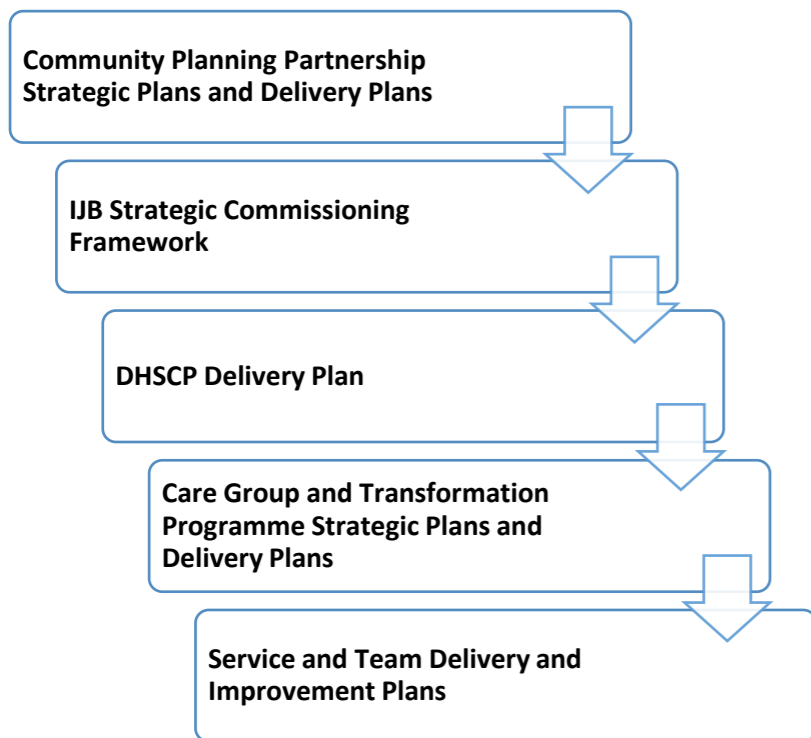 Community Planning Partnership
Strategic Plans and Delivery Plans
IJB Strategic Commissioning
Framework
DHSCP Delivery Plan
Care Group and Transformation
Programme Strategic Plans and
Delivery Plans
Service and Team Delivery and
Improvement Plans